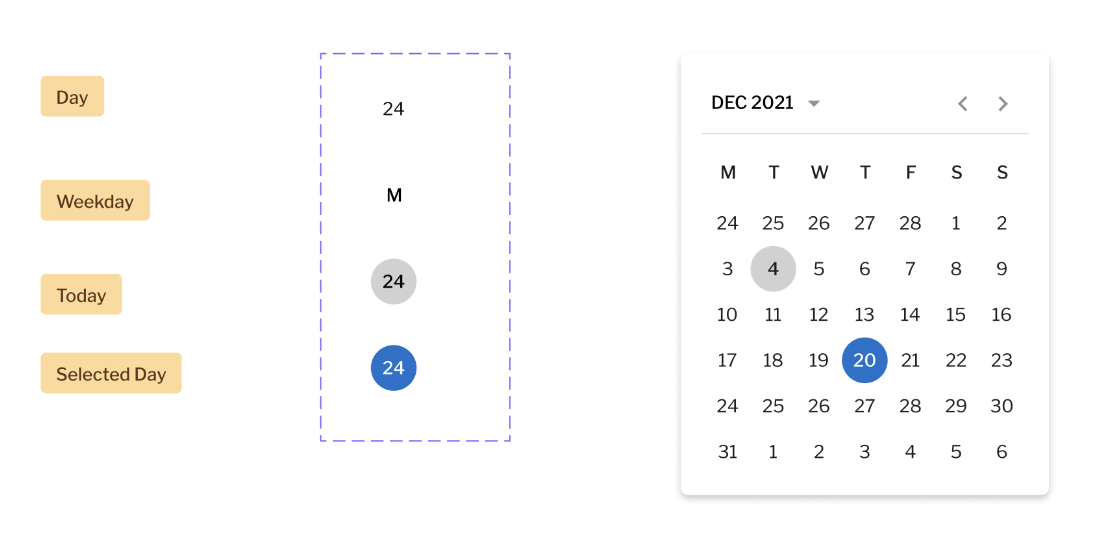 Day
Weekday
Today
Selected Day
24
M
24
24
DEC 2021
M T W T F S S
24 25 26 27 28 1 2
3 4 5 6 7 8 9
10 11 12 13 14 15 16
17 18 19 20 21 22 23
24 25 26 27 28 29 30
31 1 2 3 4 5 6